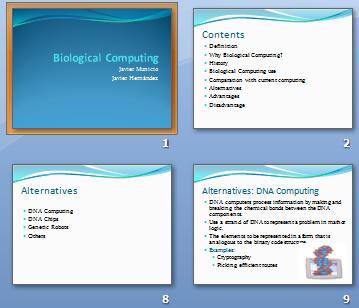 Biological Computing
Javier Municio
Javier Hernández
1
Contents
Definition
Why Biological Computing?
History
Biological Computing use
Comparation with current computing
Alternatives
Advantages
Disadvantage
2
Alternatives
DNA Computing
DNA Chips
Genetic Robots
Others
8
Alternatives: DNA Computing
DNA computers process information by making and
breaking the chemical bonds between the DNA
components.
Use a strand of DNA to represent a problem in math or
logic.
The elements to be represented in a form that is
analogous to the binary code structure
Examples:
Cryptography
Picking efficient routes
9